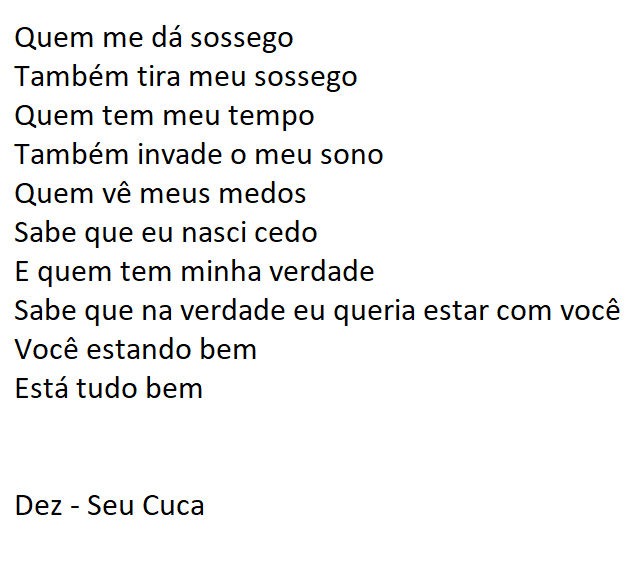 Quem me dá sossego
Também tira meu sossego
Quem tem meu tempo
Também invade o meu sono
Quem vê meus medos
Sabe que eu nasci cedo
E quem tem minha verdade
Sabe que na verdade eu queria estar com você
Você estando bem
Está tudo bem
Dez - Seu Cuca